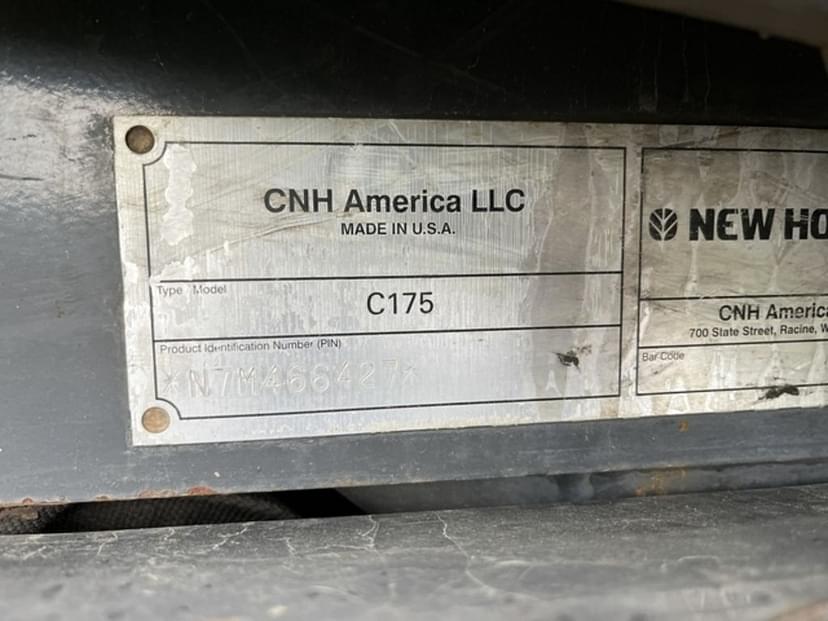 CNH America LLC
MADE IN U.S.A.
Type Model
C175
Product Identification Number (PIN)
*N7M466427*
NEW HO
CNH America
700 State Street, Racine, W
Bar Code